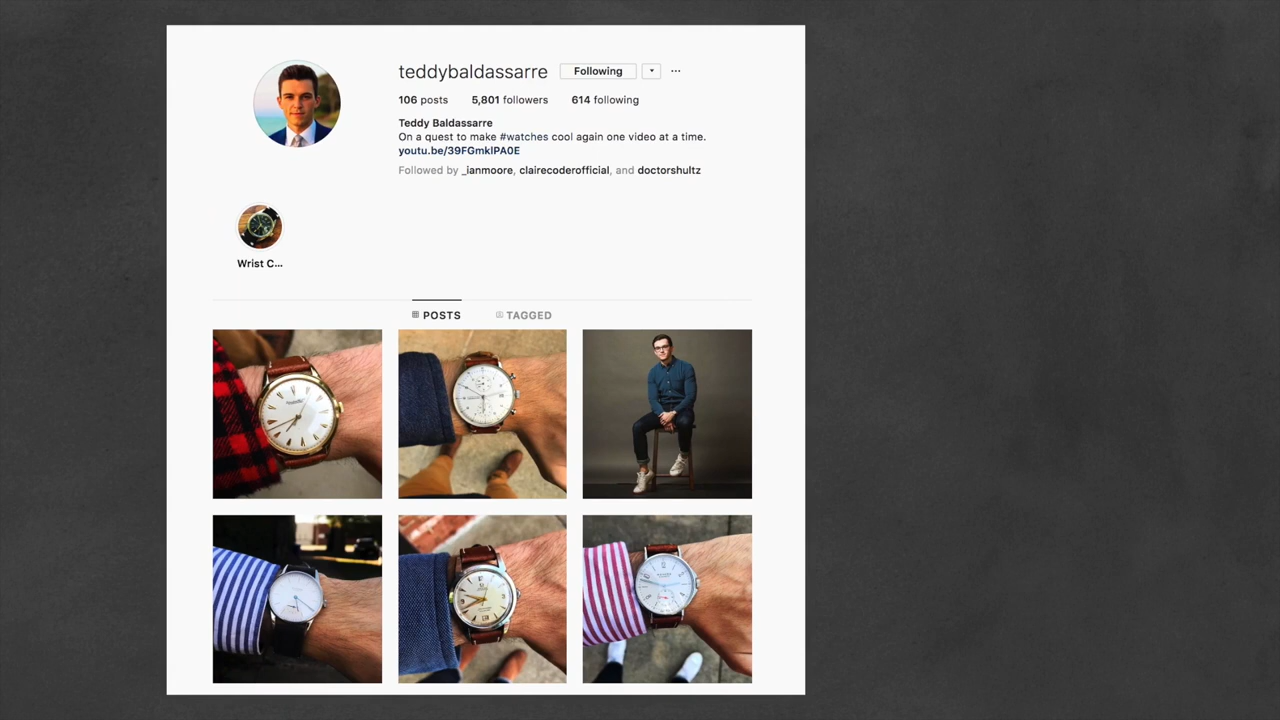 teddybaldassarre Following ...
106 posts 5,801 followers 614 following
Teddy Baldassarre
On a quest to make #watches cool again one video at a time.
youtu.be/39FGmklPA0E
Followed by _ianmoore, clairecoderofficial, and doctorshultz
Wrist C...
POSTS TAGGED